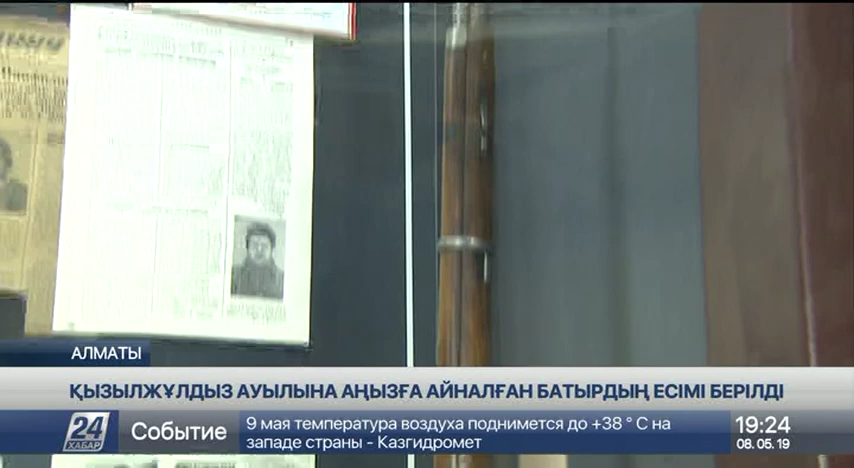 АЛМАТЫ
ҚЫЗЫЛЖҰЛДЫЗ АУЫЛЫНА АҢЫЗҒА АЙНАЛҒАН БАТЫРДЫҢ ЕСІМІ БЕРІЛДІ
24
ХАБАР
Событие
9 мая температура воздуха поднимется до +38 ° С на
западе страны - Казгидромет
19:24
08.05.19